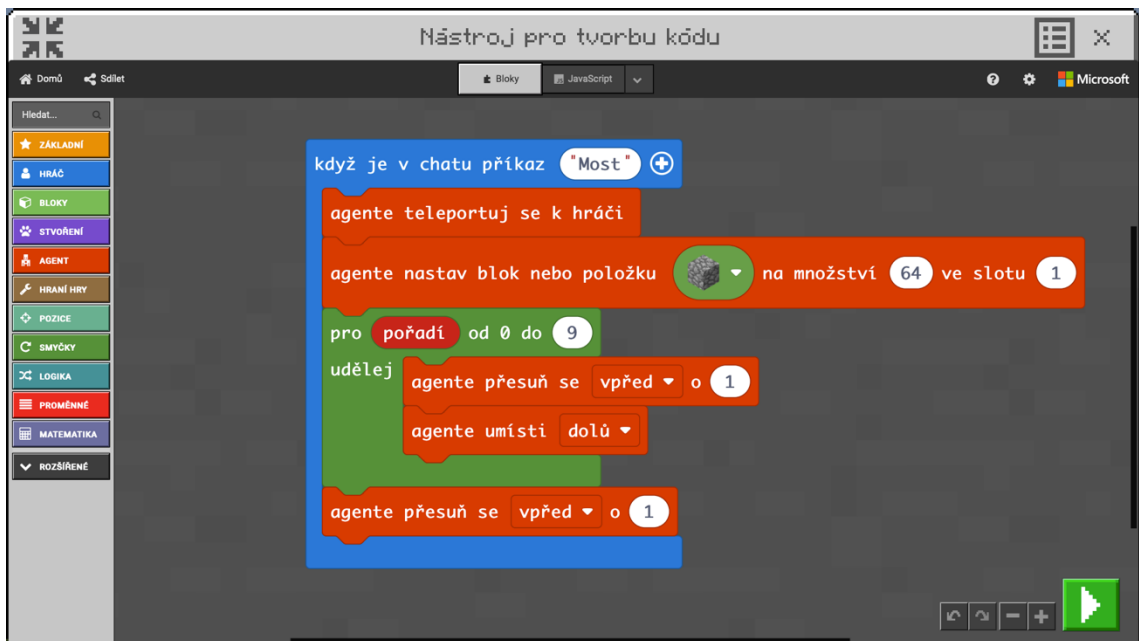 Nástroj pro tvorbu kódu
Domů Sdílet Bloky JavaScript Microsoft
Hledat...
ZÁKLADNÍ
HRÁČ
BLOKY
STVOŘENÍ
AGENT
HRANÍ HRY
POZICE
SMYČKY
LOGIKA
PROMĚNNÉ
MATEMATIKA
ROZŠÍŘENÉ
když je v chatu příkaz "Most"
agente teleportuj se k hráči
agente nastav blok nebo položku na množství 64 ve slotu 1
pro pořadí od 0 do 9
udělej
agente přesuň se vpřed o 1
agente umísti dolů
agente přesuň se vpřed o 1